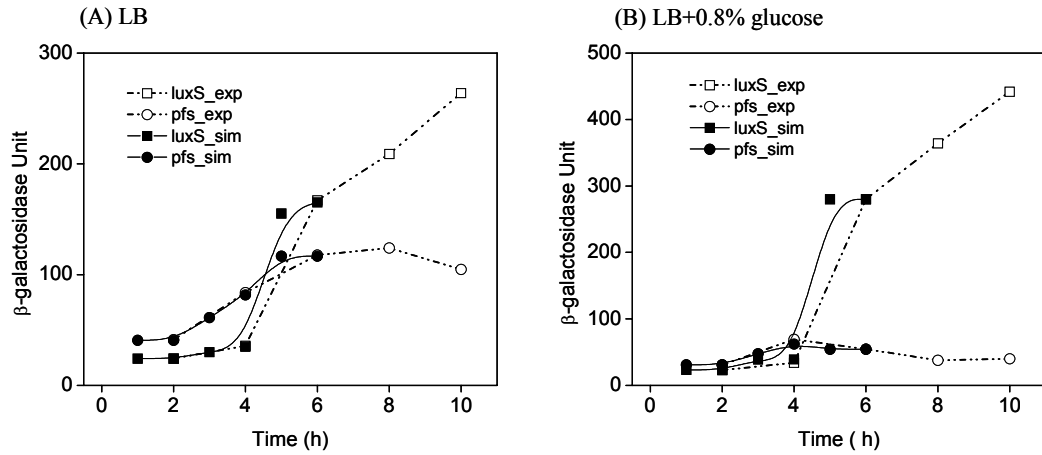 (A) LB
300
200
100
0
β-galactosidase Unit
luxS_exp
pfs_exp
luxS_sim
pfs_sim
0 2 4 6 8 10
Time (h)
(B) LB+0.8% glucose
500
400
300
200
100
0
β-galactosidase Unit
luxS_exp
pfs_exp
luxS_sim
pfs_sim
0 2 4 6 8 10
Time ( h)